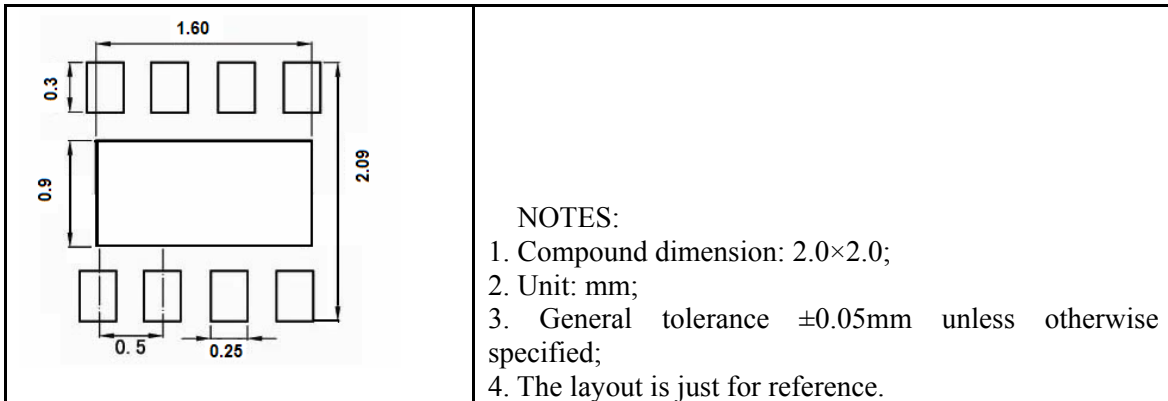 1.60
0.3
2.09
0.9
0. 5
0.25
NOTES:
1. Compound dimension: 2.0×2.0;
2. Unit: mm;
3. General tolerance ±0.05mm unless otherwise
specified;
4. The layout is just for reference.